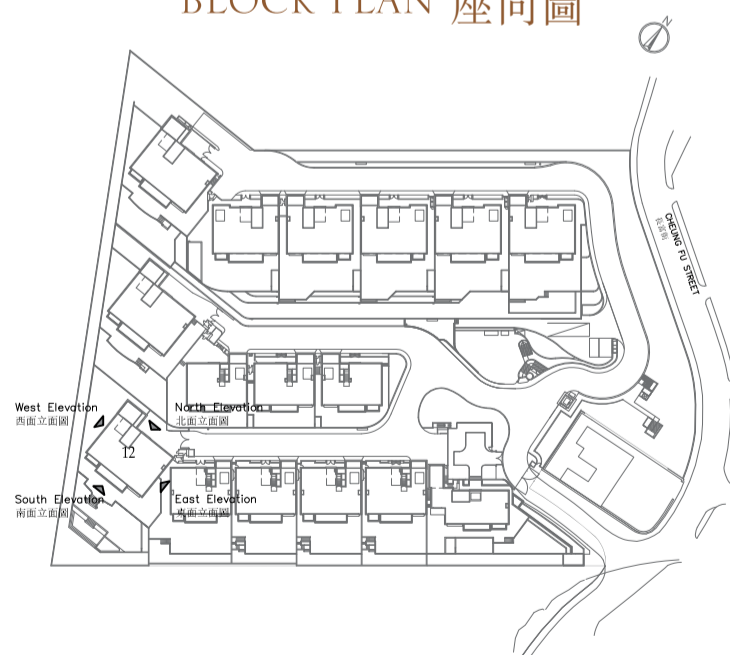 BLOCK PLAN 座向圖
N
CHEUNG FU STREET
長富街
West Elevation
西面立面圖
North Elevation
北面立面圖
12
South Elevation
南面立面圖
East Elevation
東面立面圖